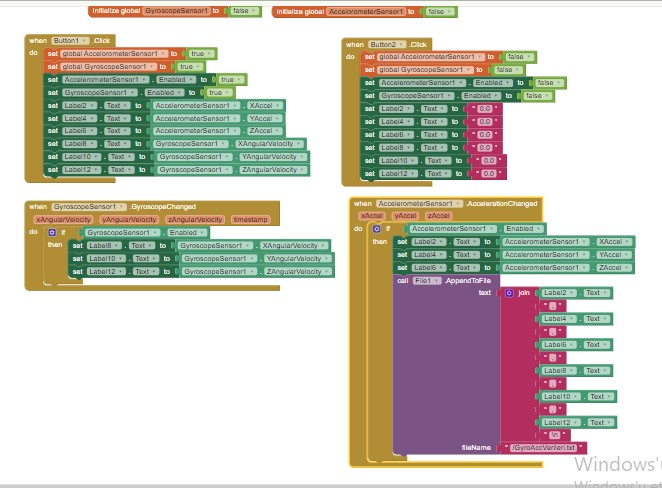 initialize global GyroscopeSensor1 to false
initialize global AccelerometerSensor1 to false
when Button1 .Click
do set global AccelerometerSensor1 to true
set global GyroscopeSensor1 to true
set AccelerometerSensor1 . Enabled to true
set GyroscopeSensor1 . Enabled to true
set Label2 . Text to AccelerometerSensor1 . XAccel
set Label4 . Text to AccelerometerSensor1 . YAccel
set Label6 . Text to AccelerometerSensor1 . ZAccel
set Label8 . Text to GyroscopeSensor1 . XAngularVelocity
set Label10 . Text to GyroscopeSensor1 . YAngularVelocity
set Label12 . Text to GyroscopeSensor1 . ZAngularVelocity
when Button2 .Click
do set global AccelerometerSensor1 to false
set global GyroscopeSensor1 to false
set AccelerometerSensor1 . Enabled to false
set GyroscopeSensor1 . Enabled to false
set Label2 . Text to " 0.0 "
set Label4 . Text to " 0.0 "
set Label6 . Text to " 0.0 "
set Label8 . Text to " 0.0 "
set Label10 . Text to " 0.0 "
set Label12 . Text to " 0.0 "
when GyroscopeSensor1 .GyroscopeChanged
xAngularVelocity yAngularVelocity zAngularVelocity timestamp
do if GyroscopeSensor1 . Enabled
then set Label8 . Text to GyroscopeSensor1 . XAngularVelocity
set Label10 . Text to GyroscopeSensor1 . YAngularVelocity
set Label12 . Text to GyroscopeSensor1 . ZAngularVelocity
when AccelerometerSensor1 .AccelerationChanged
xAccel yAccel zAccel
do if AccelerometerSensor1 . Enabled
then set Label2 . Text to AccelerometerSensor1 . XAccel
set Label4 . Text to AccelerometerSensor1 . YAccel
set Label6 . Text to AccelerometerSensor1 . ZAccel
call File1 .AppendToFile
text join Label2 . Text
Label4 . Text
Label6 . Text
Label8 . Text
Label10 . Text
Label12 . Text
" \n "
fileName " /GyroAccVerileri.txt "